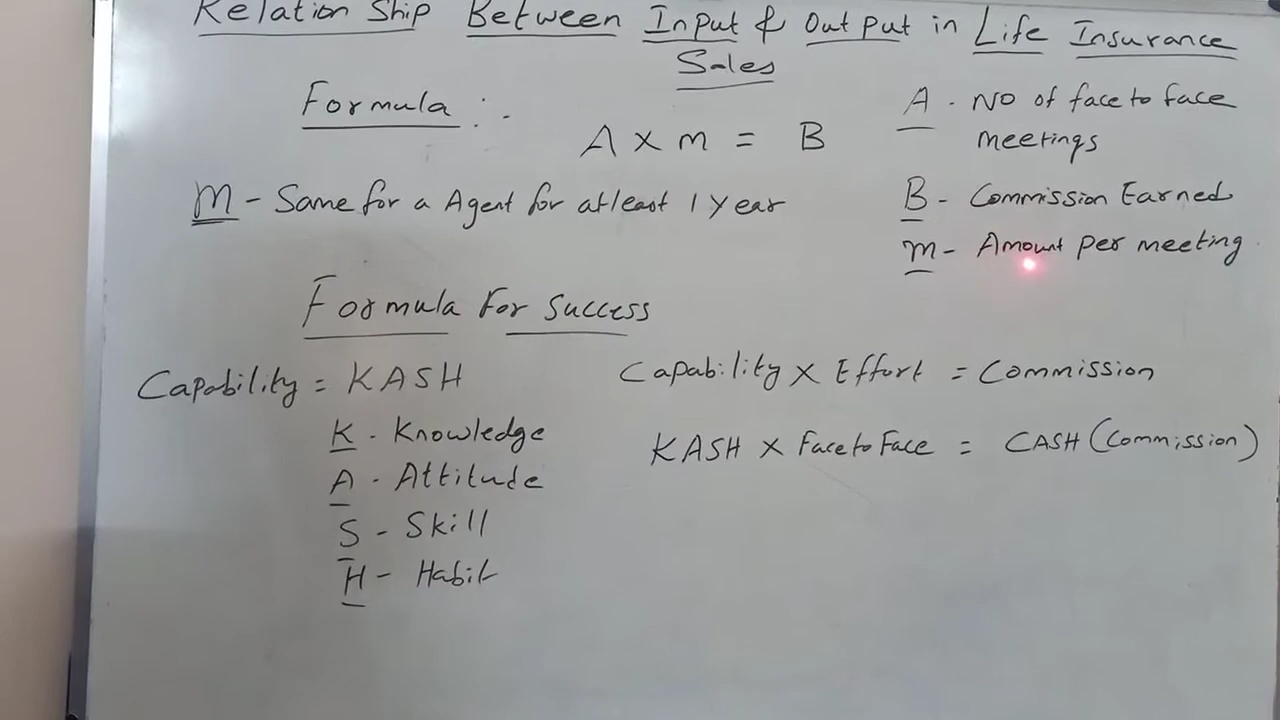 Relation Ship Between Input & Output in Life Insurance
Sales
Formula :-
A x m = B
A - NO of face to face
meetings
M - Same for a Agent for atleast 1 year
B - Commission Earned
m - Amount per meeting
Formula For Success
Capability = KASH
K - Knowledge
A - Attitude
S - Skill
H - Habit
Capability x Effort = Commission
KASH x Face to Face = CASH (Commission)